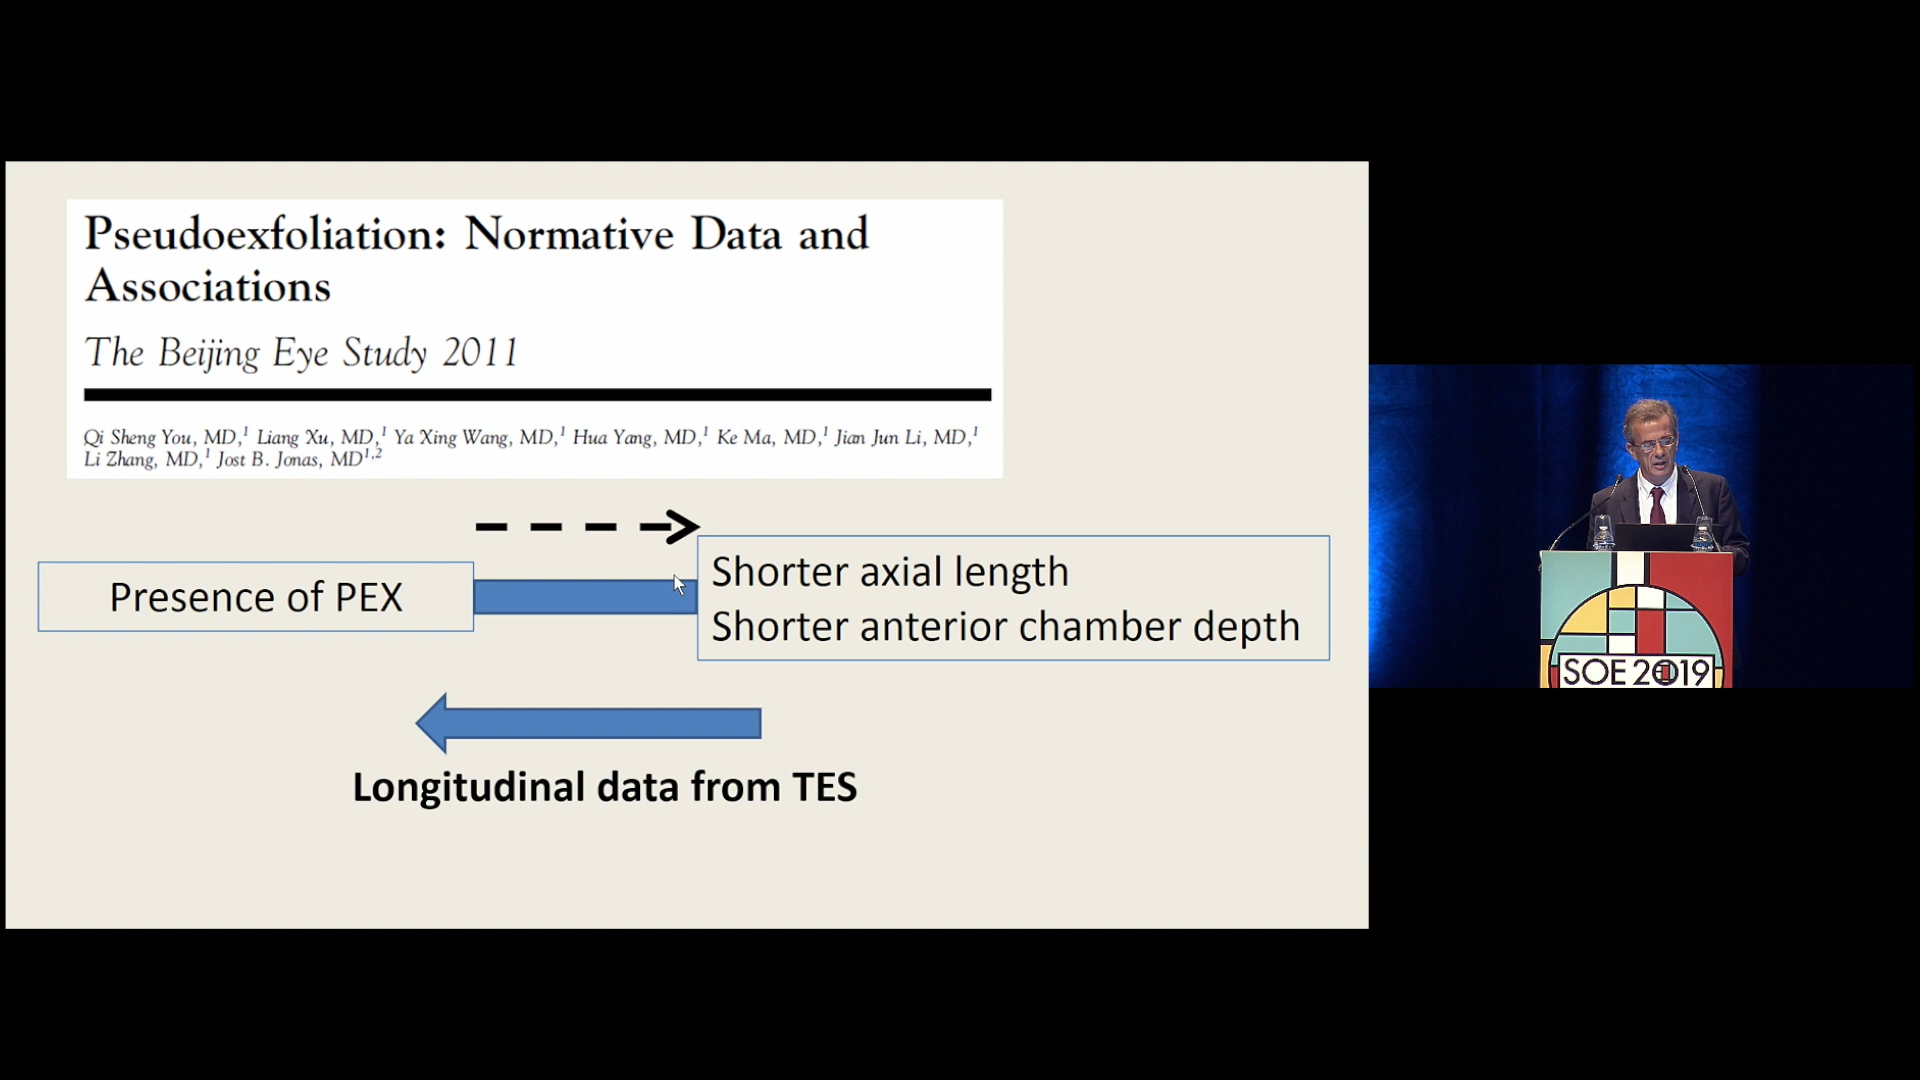 Pseudoexfoliation: Normative Data and
Associations
The Beijing Eye Study 2011
Qi Sheng You, MD,¹ Liang Xu, MD,¹ Ya Xing Wang, MD,¹ Hua Yang, MD,¹ Ke Ma, MD,¹ Jian Jun Li, MD,¹
Li Zhang, MD,¹ Jost B. Jonas, MD¹,²
Presence of PEX
Shorter axial length
Shorter anterior chamber depth
Longitudinal data from TES
SOE 2019